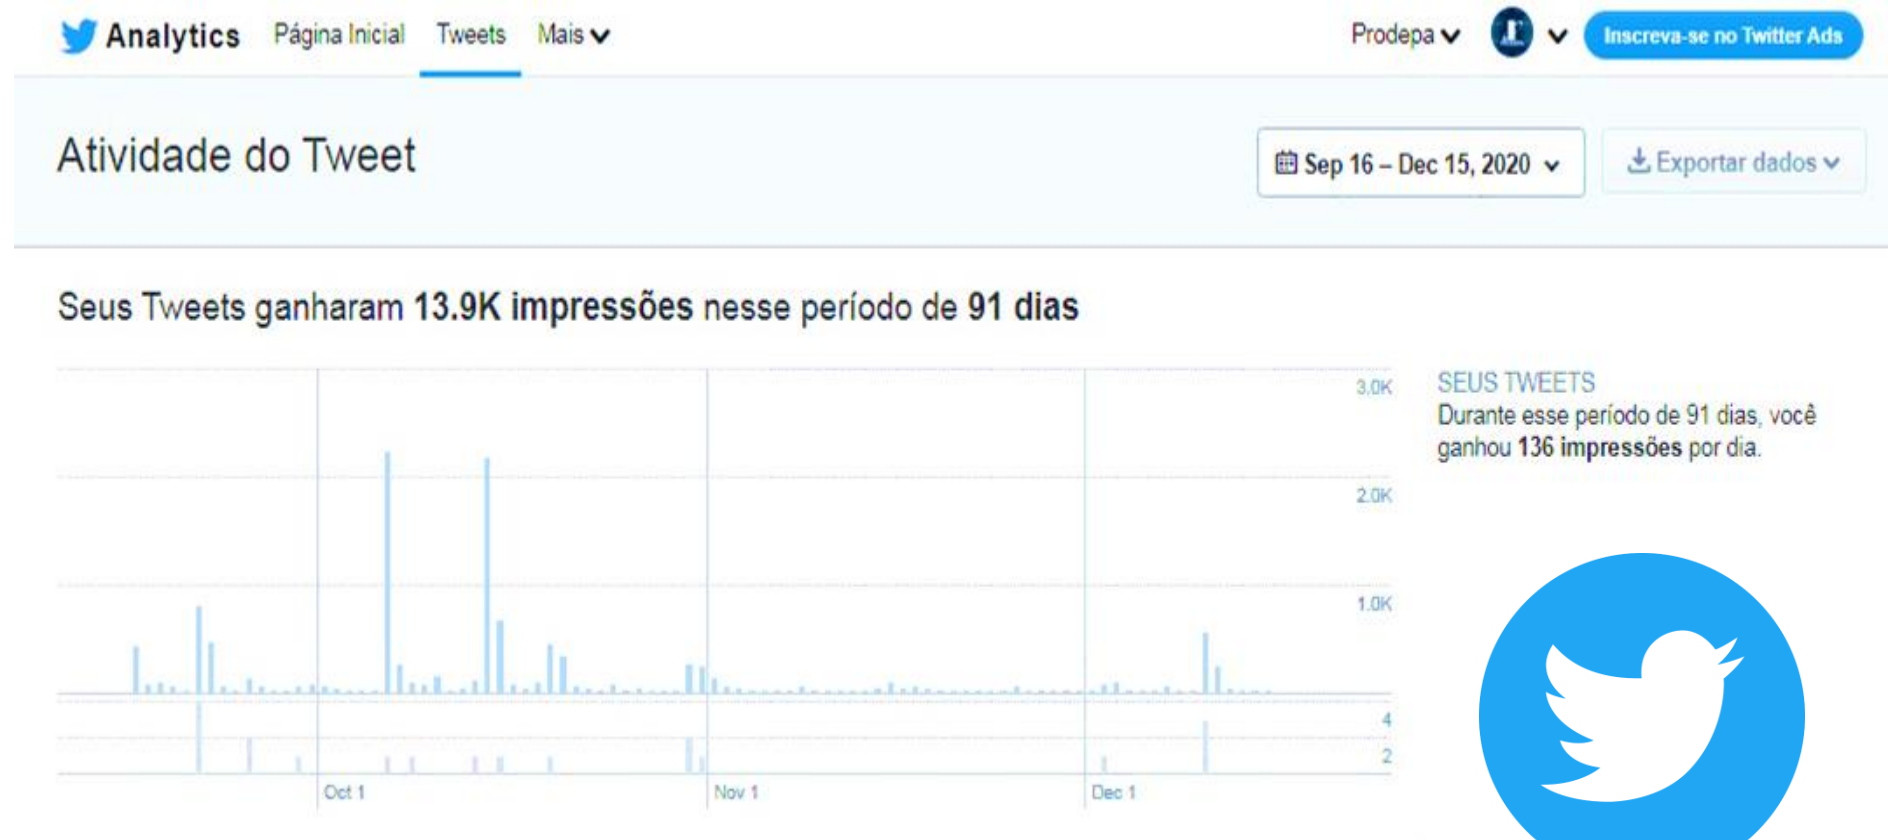 Analytics Página Inicial Tweets Mais Prodepa Inscreva-se no Twitter Ads
Atividade do Tweet
Sep 16 – Dec 15, 2020 Exportar dados
Seus Tweets ganharam 13.9K impressões nesse período de 91 dias
3.0K
2.0K
1.0K
4
2
Oct 1 Nov 1 Dec 1
SEUS TWEETS
Durante esse período de 91 dias, você
ganhou 136 impressões por dia.